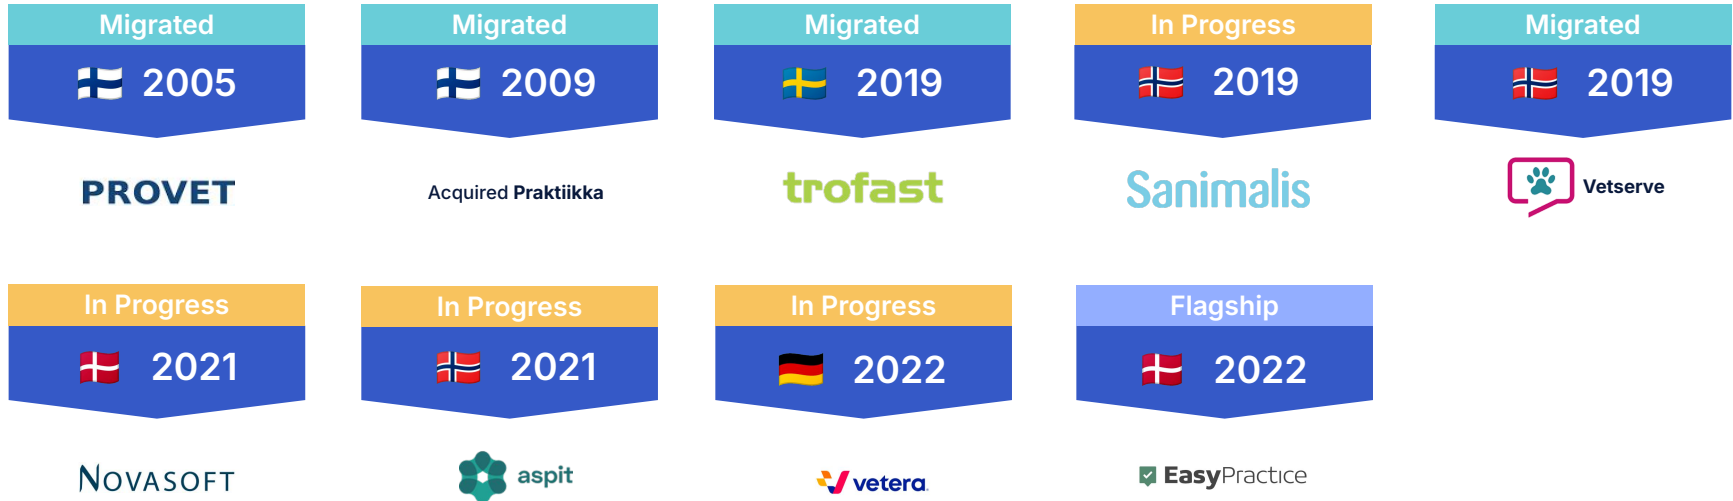 Migrated
2005
PROVET
Migrated
2009
Acquired Praktiikka
Migrated
2019
trofast
In Progress
2019
Sanimalis
Migrated
2019
Vetserve
In Progress
2021
NOVASOFT
In Progress
2021
aspit
In Progress
2022
vetera
Flagship
2022
EasyPractice